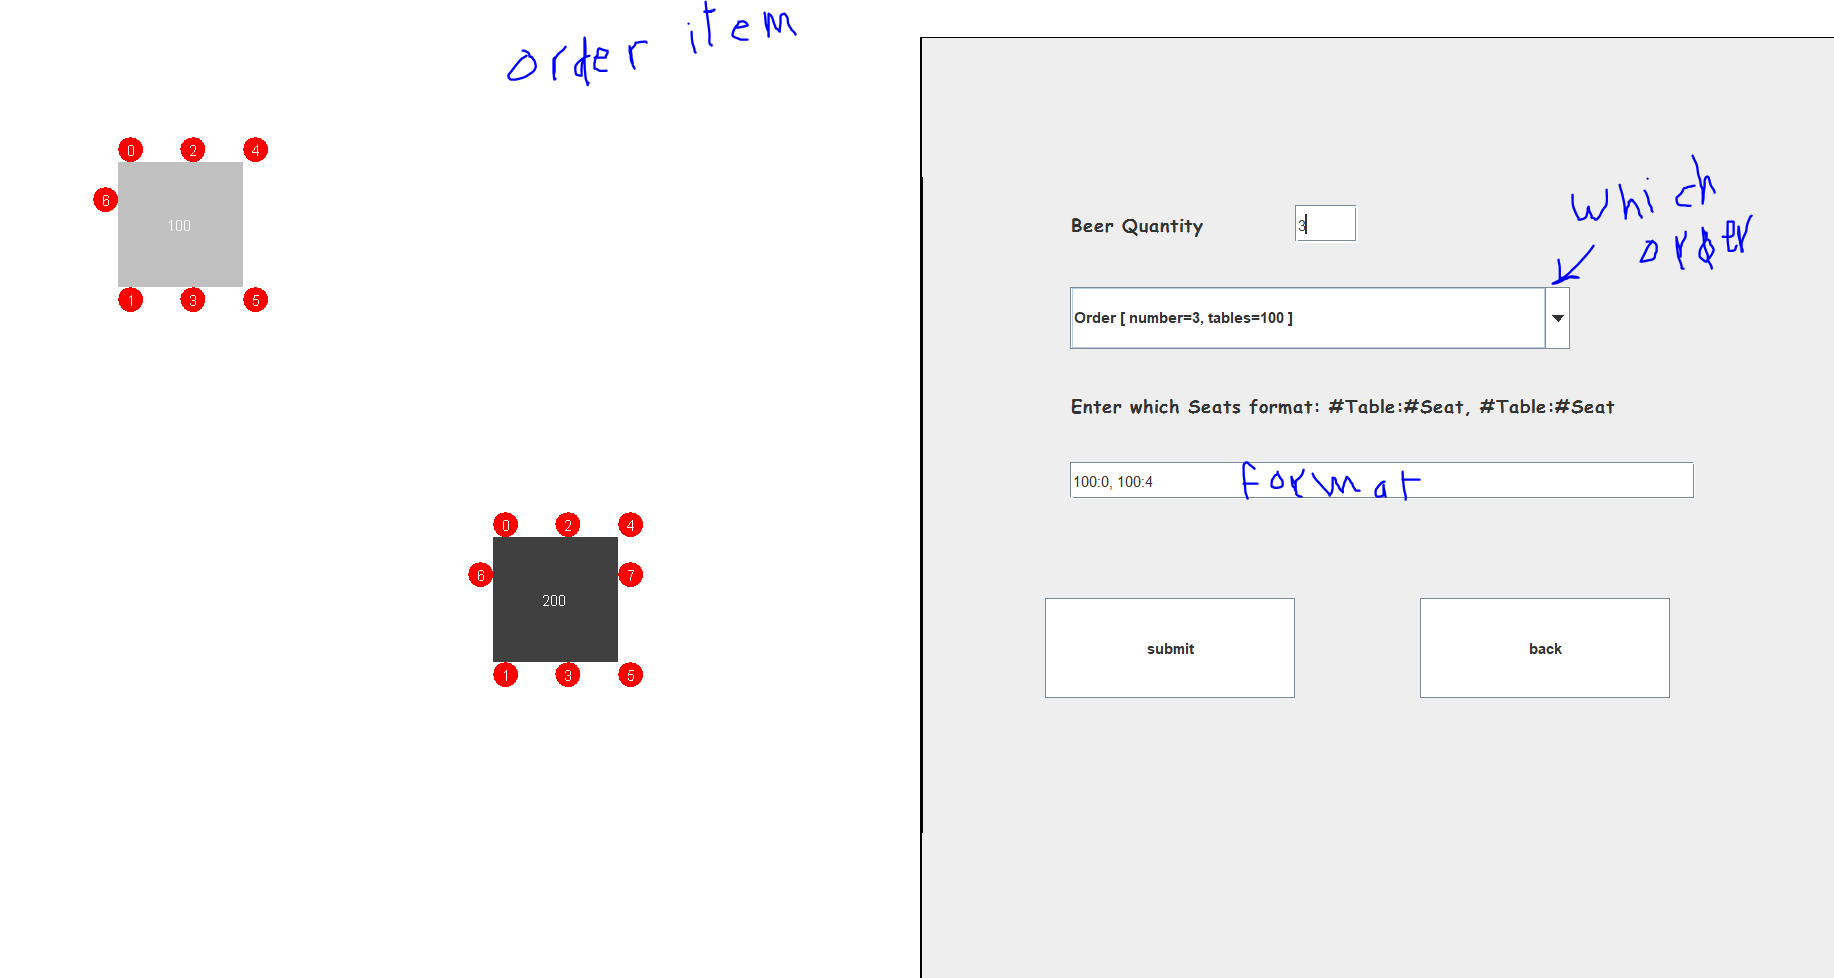 order item
0 2 4
6
100
1 3 5
0 2 4
6 7
200
1 3 5
which
order
Beer Quantity 3
Order [ number=3, tables=100 ]
Enter which Seats format: #Table:#Seat, #Table:#Seat
100:0, 100:4 format
submit back